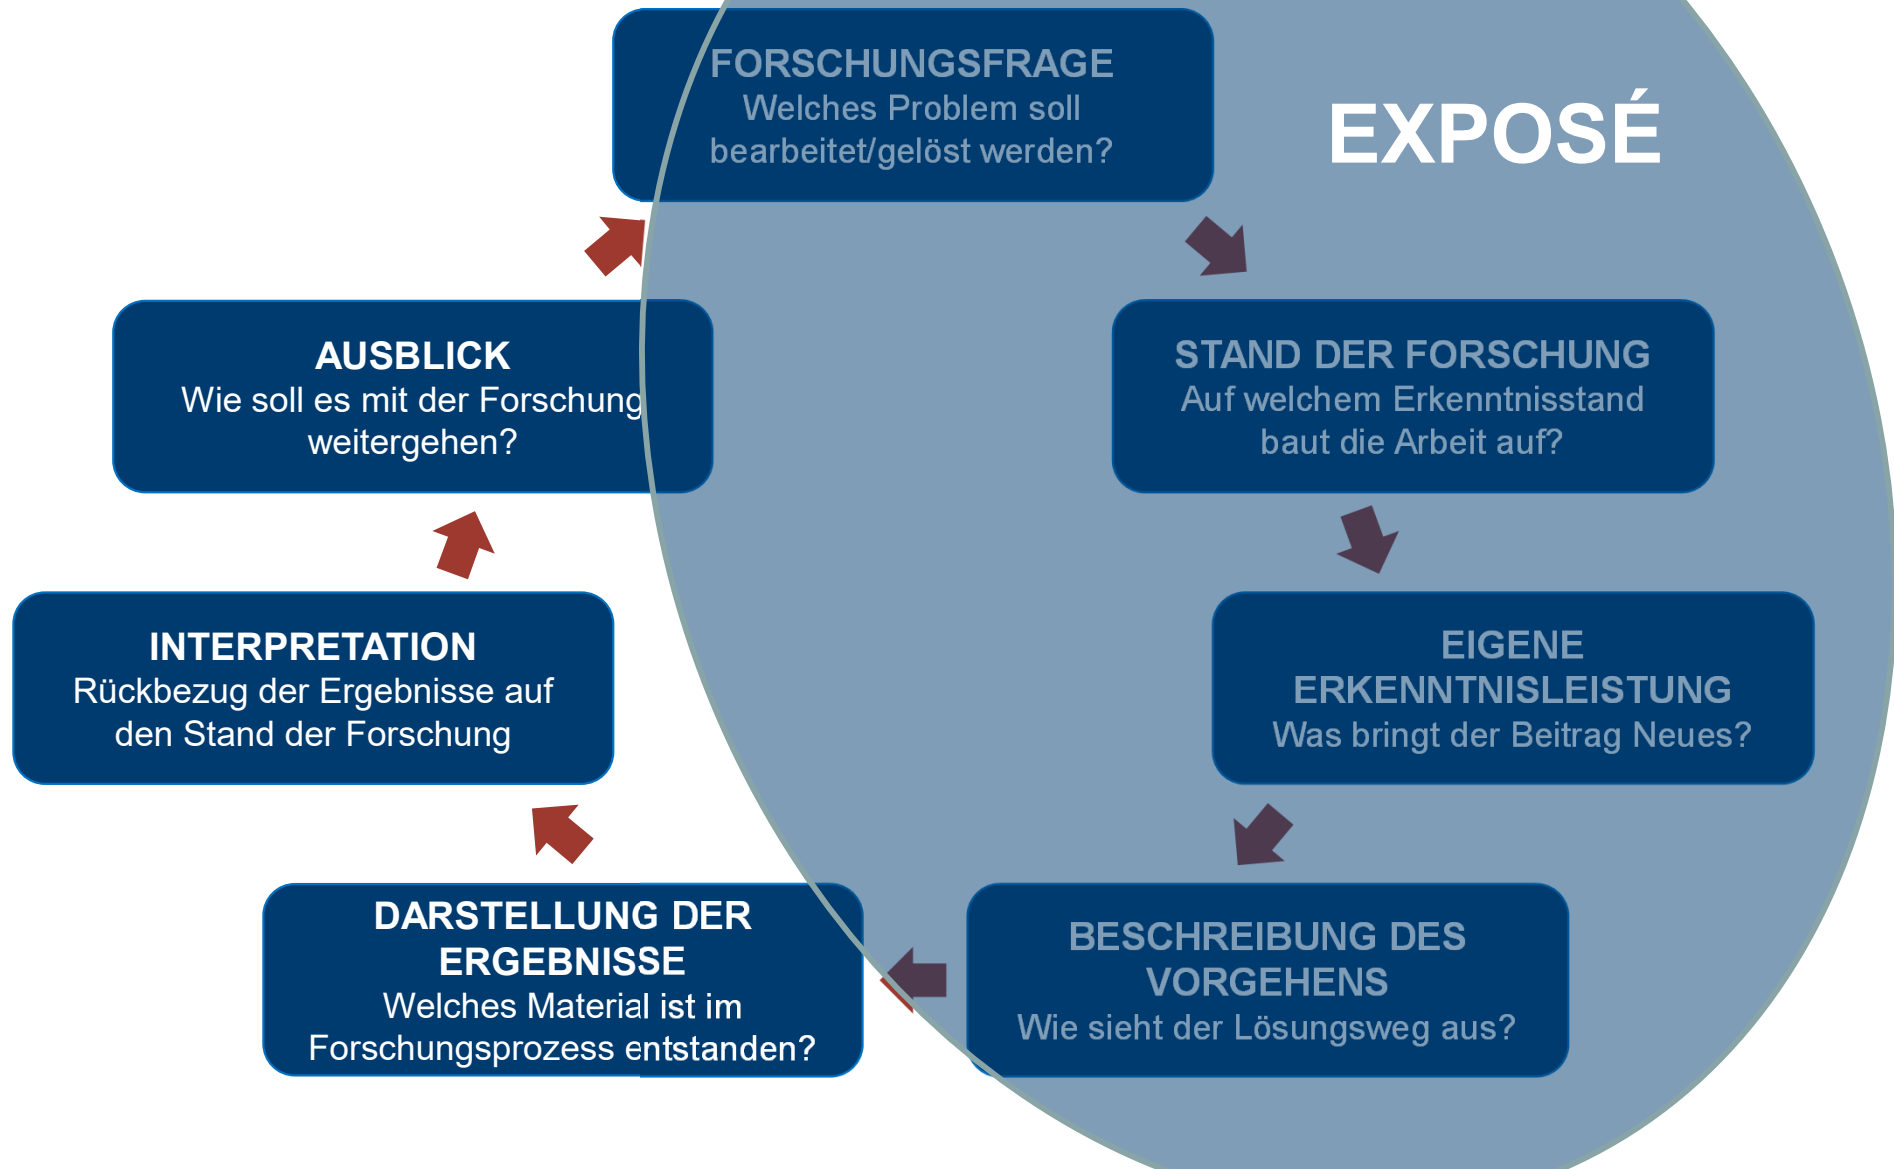 FORSCHUNGSFRAGE
Welches Problem soll
bearbeitet/gelöst werden?
EXPOSÉ
STAND DER FORSCHUNG
Auf welchem Erkenntnisstand
baut die Arbeit auf?
EIGENE
ERKENNTNISLEISTUNG
Was bringt der Beitrag Neues?
BESCHREIBUNG DES
VORGEHENS
Wie sieht der Lösungsweg aus?
DARSTELLUNG DER
ERGEBNISSE
Welches Material ist im
Forschungsprozess entstanden?
INTERPRETATION
Rückbezug der Ergebnisse auf
den Stand der Forschung
AUSBLICK
Wie soll es mit der Forschung
weitergehen?